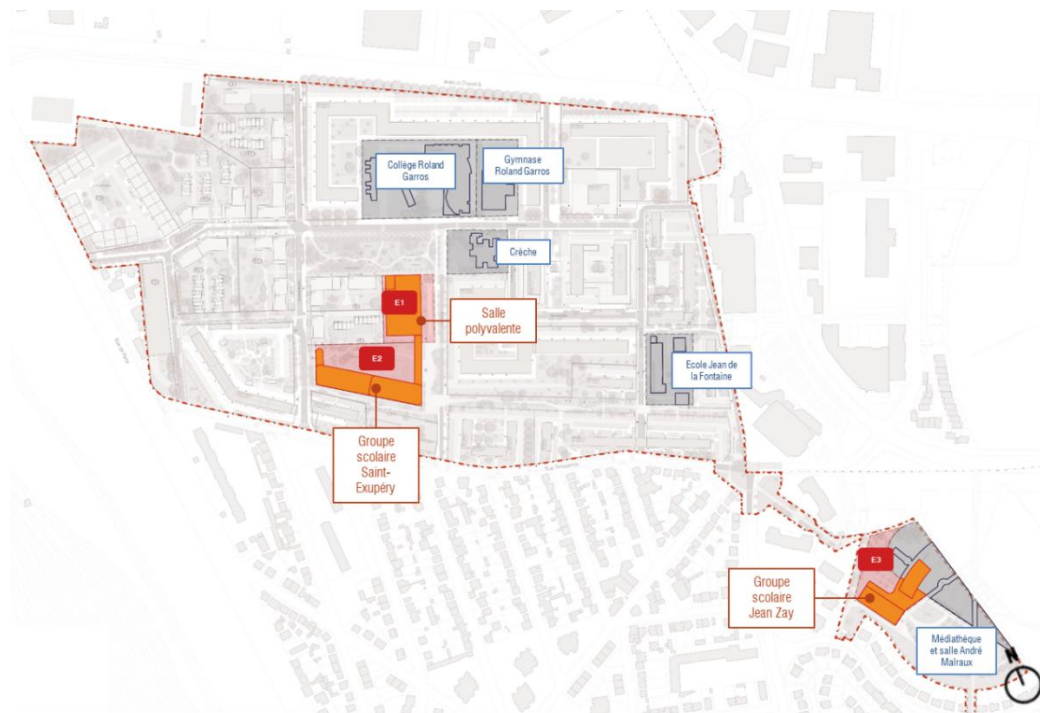 Collège Roland
Garros
Gymnase
Roland Garros
Crèche
E1
Salle
polyvalente
E2
Ecole Jean de
la Fontaine
Groupe
scolaire
Saint-
Exupéry
E3
Groupe
scolaire
Jean Zay
Médiathèque
et salle André
Malraux
N